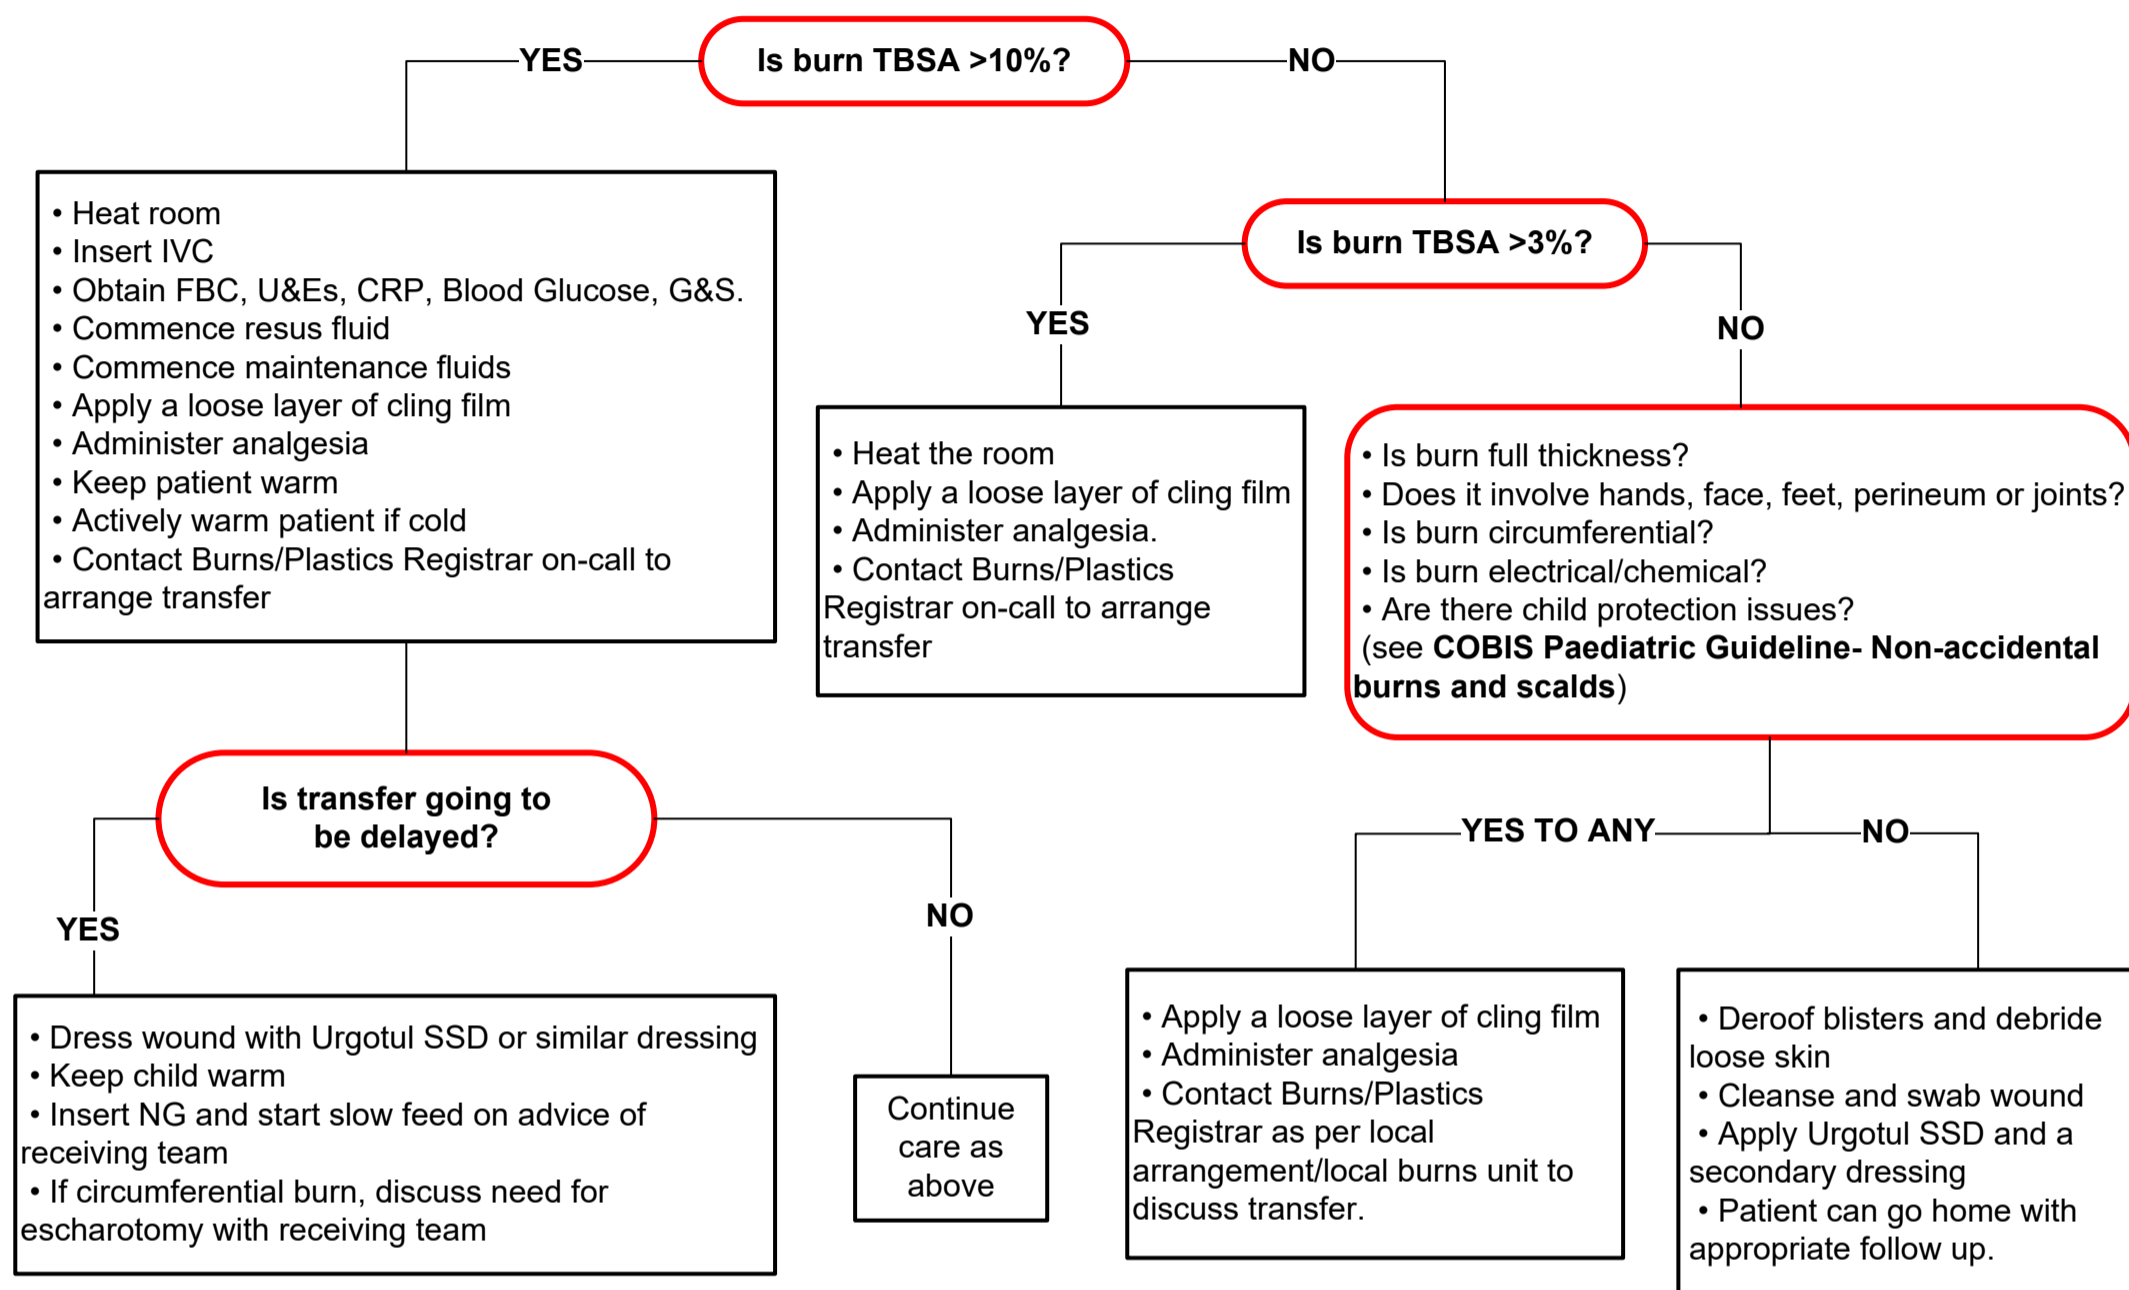 Is burn TBSA >10%?
YES
NO
• Heat room
• Insert IVC
• Obtain FBC, U&Es, CRP, Blood Glucose, G&S.
• Commence resus fluid
• Commence maintenance fluids
• Apply a loose layer of cling film
• Administer analgesia
• Keep patient warm
• Actively warm patient if cold
• Contact Burns/Plastics Registrar on-call to
arrange transfer
Is burn TBSA >3%?
YES
NO
• Heat the room
• Apply a loose layer of cling film
• Administer analgesia.
• Contact Burns/Plastics
Registrar on-call to arrange
transfer
• Is burn full thickness?
• Does it involve hands, face, feet, perineum or joints?
• Is burn circumferential?
• Is burn electrical/chemical?
• Are there child protection issues?
(see COBIS Paediatric Guideline- Non-accidental
burns and scalds)
Is transfer going to
be delayed?
YES
NO
• Dress wound with Urgotul SSD or similar dressing
• Keep child warm
• Insert NG and start slow feed on advice of
receiving team
• If circumferential burn, discuss need for
escharotomy with receiving team
Continue
care as
above
YES TO ANY
NO
• Apply a loose layer of cling film
• Administer analgesia
• Contact Burns/Plastics
Registrar as per local
arrangement/local burns unit to
discuss transfer.
• Deroof blisters and debride
loose skin
• Cleanse and swab wound
• Apply Urgotul SSD and a
secondary dressing
• Patient can go home with
appropriate follow up.